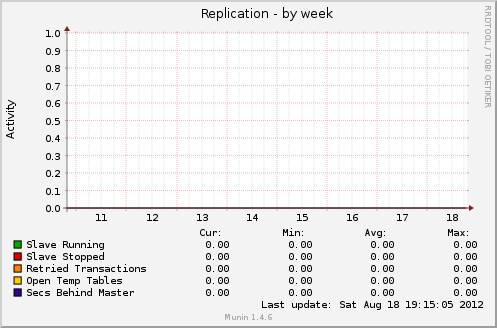 Replication - by week
RRDTOOL / TOBI OETIKER
Activity
1.0
0.9
0.8
0.7
0.6
0.5
0.4
0.3
0.2
0.1
0.0
11 12 13 14 15 16 17 18
Cur: Min: Avg: Max:
Slave Running 0.00 0.00 0.00 0.00
Slave Stopped 0.00 0.00 0.00 0.00
Retried Transactions 0.00 0.00 0.00 0.00
Open Temp Tables 0.00 0.00 0.00 0.00
Secs Behind Master 0.00 0.00 0.00 0.00
Last update: Sat Aug 18 19:15:05 2012
Munin 1.4.6